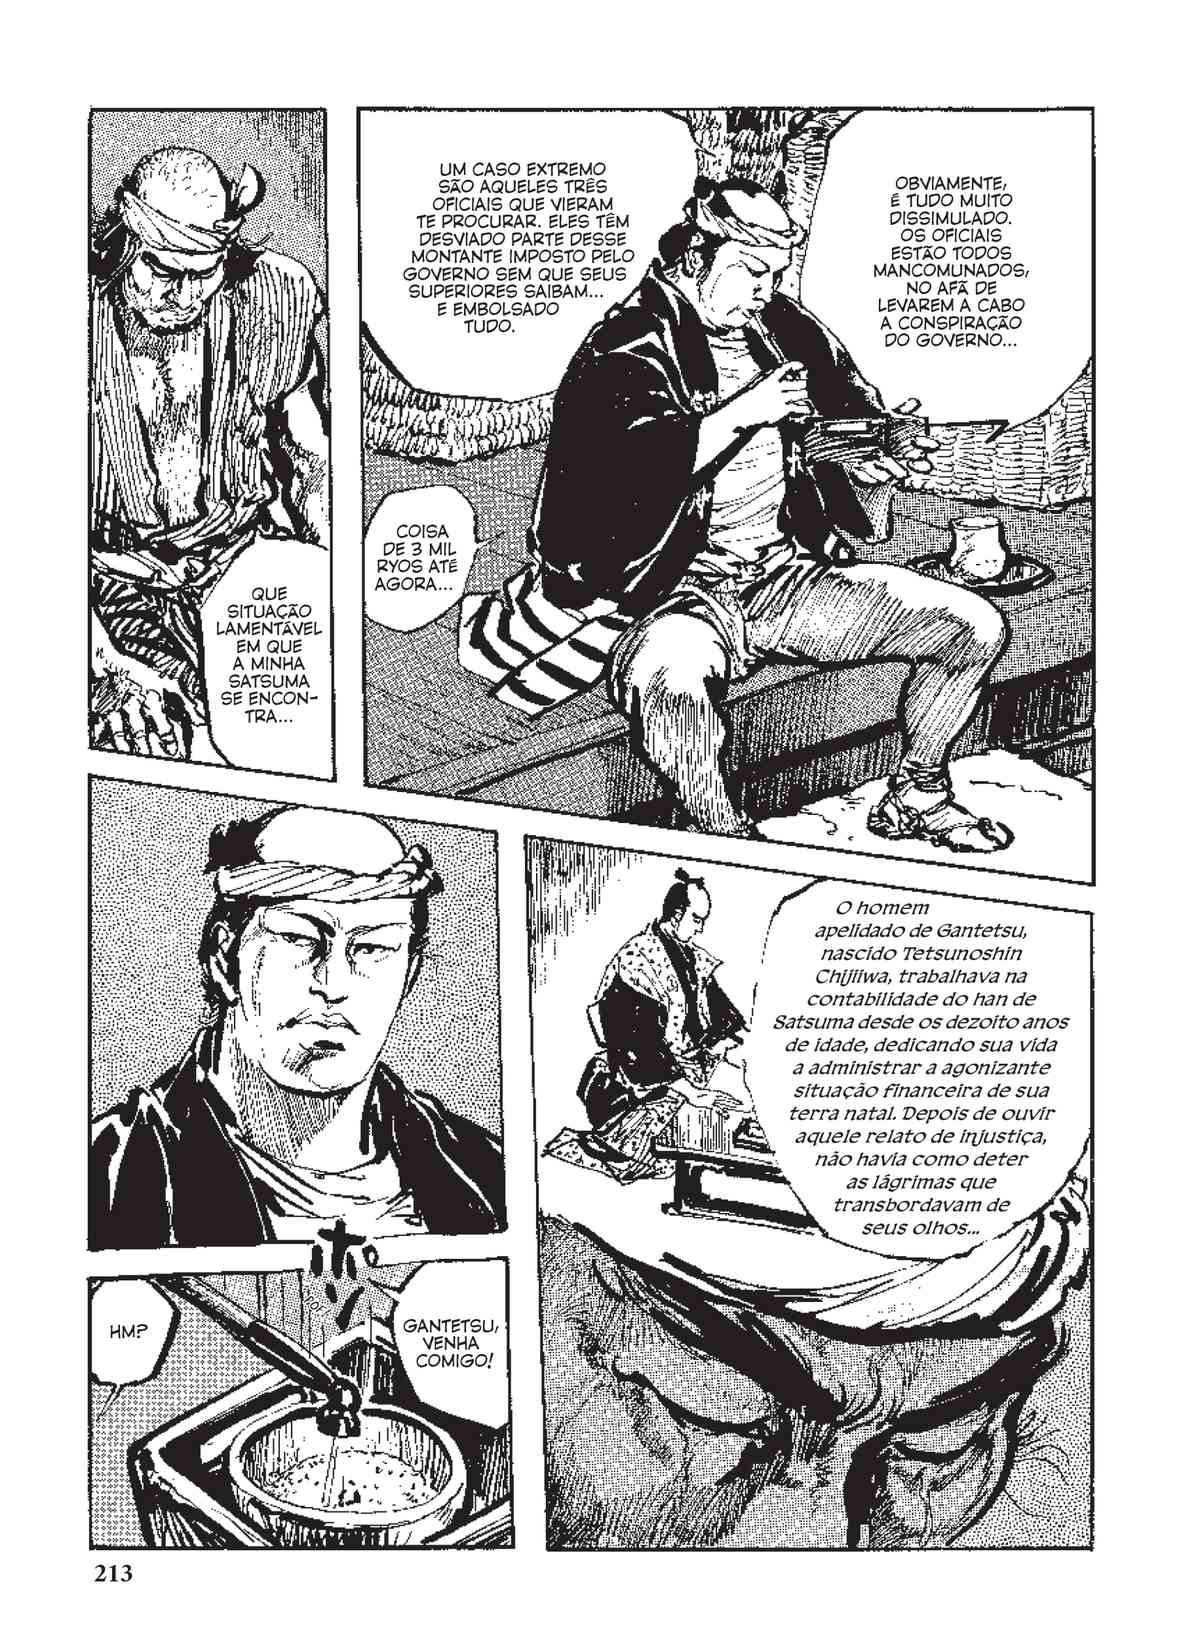 OBVIAMENTE,
É TUDO MUITO
DISSIMULADO.
OS OFICIAIS
ESTÃO TODOS
MANCOMUNADOS,
NO AFÃ DE
LEVAREM A CABO
A CONSPIRAÇÃO
DO GOVERNO...
UM CASO EXTREMO
SÃO AQUELES TRÊS
OFICIAIS QUE VIERAM
TE PROCURAR. ELES TÊM
DESVIADO PARTE DESSE
MONTANTE IMPOSTO PELO
GOVERNO SEM QUE SEUS
SUPERIORES SAIBAM...
E EMBOLSADO
TUDO.
COISA
DE 3 MIL
RYOS ATÉ
AGORA...
QUE
SITUAÇÃO
LAMENTÁVEL
EM QUE
A MINHA
SATSUMA
SE ENCON-
TRA...
O homem
apelidado de Gantetsu,
nascido Tetsunoshin
Chijiiwa, trabalhava na
contabilidade do han de
Satsuma desde os dezoito anos
de idade, dedicando sua vida
a administrar a agonizante
situação financeira de sua
terra natal. Depois de ouvir
aquele relato de injustiça,
não havia como deter
as lágrimas que
transbordavam de
seus olhos...
ポッ
TOC
GANTETSU,
VENHA
COMIGO!
HM?
213